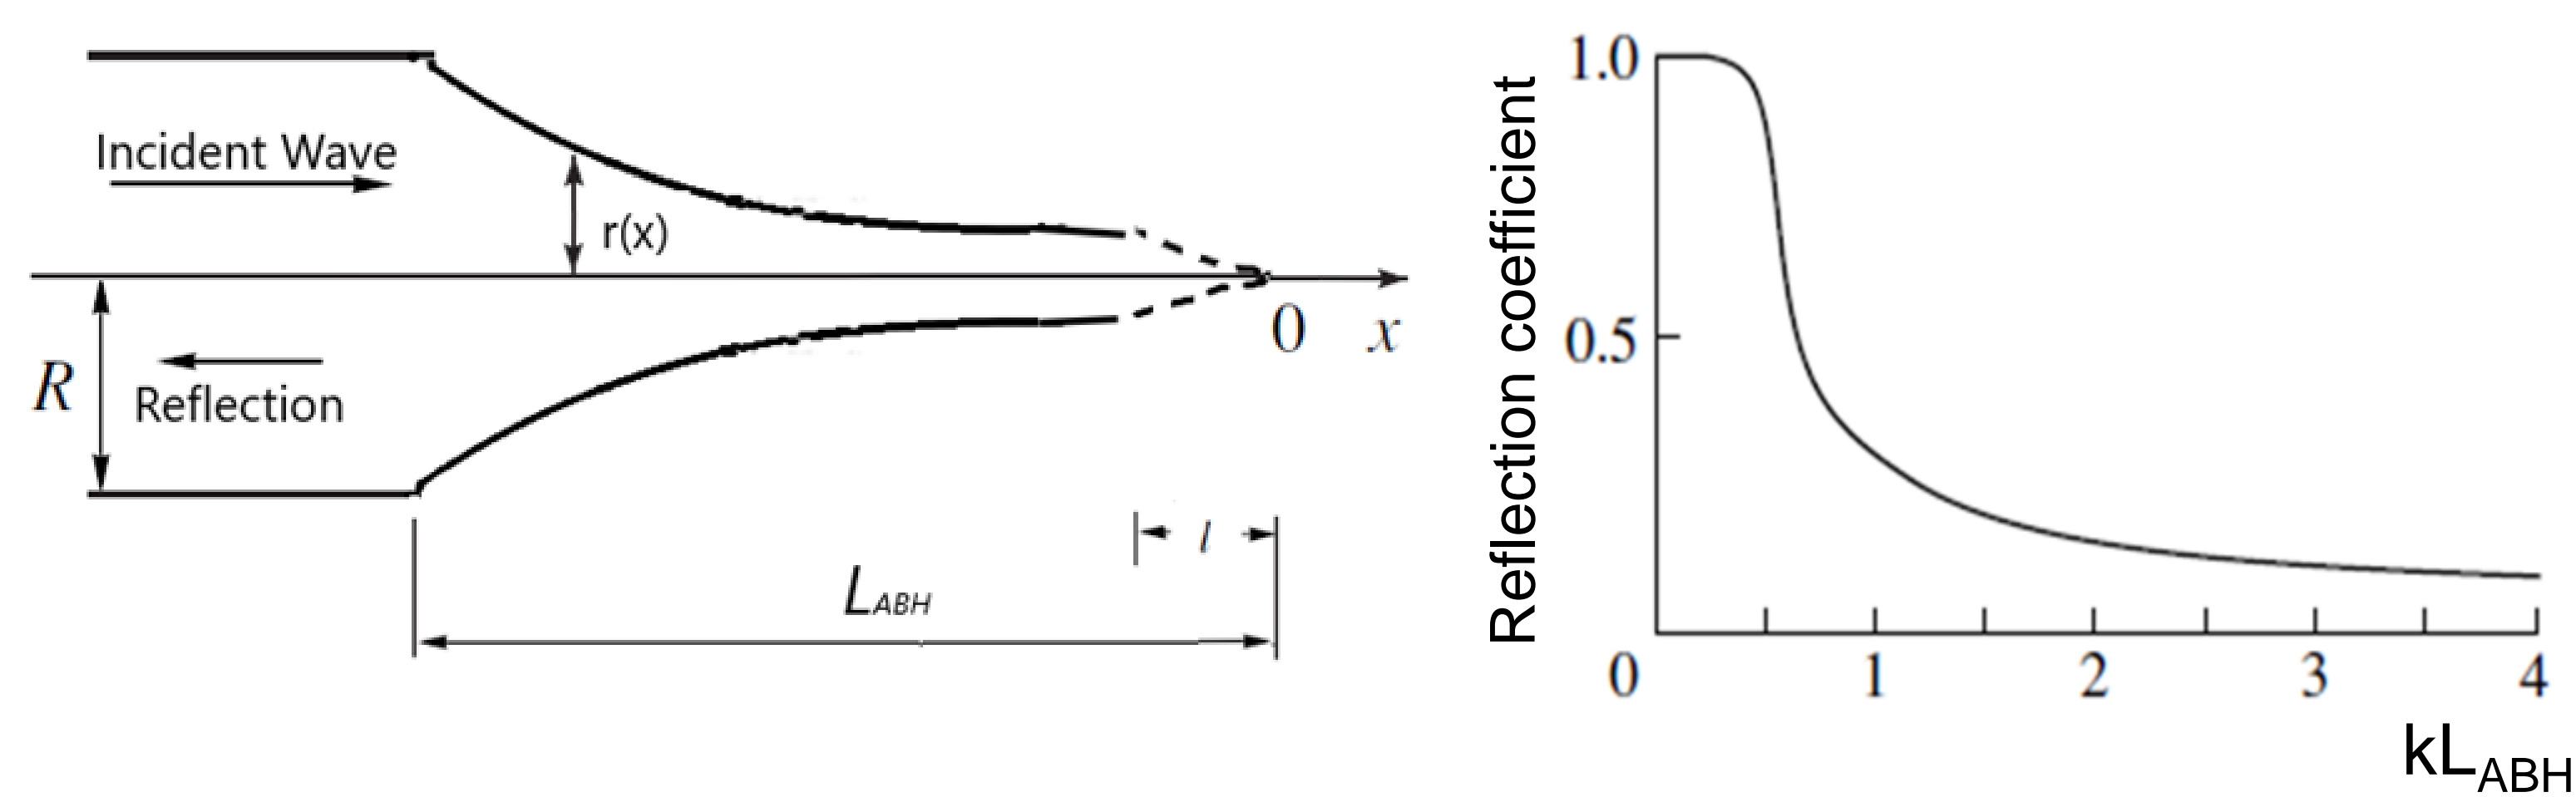 Incident Wave
r(x)
R
Reflection
0 x
l
LABH
Reflection coefficient
1.0
0.5
0 1 2 3 4
kLABH